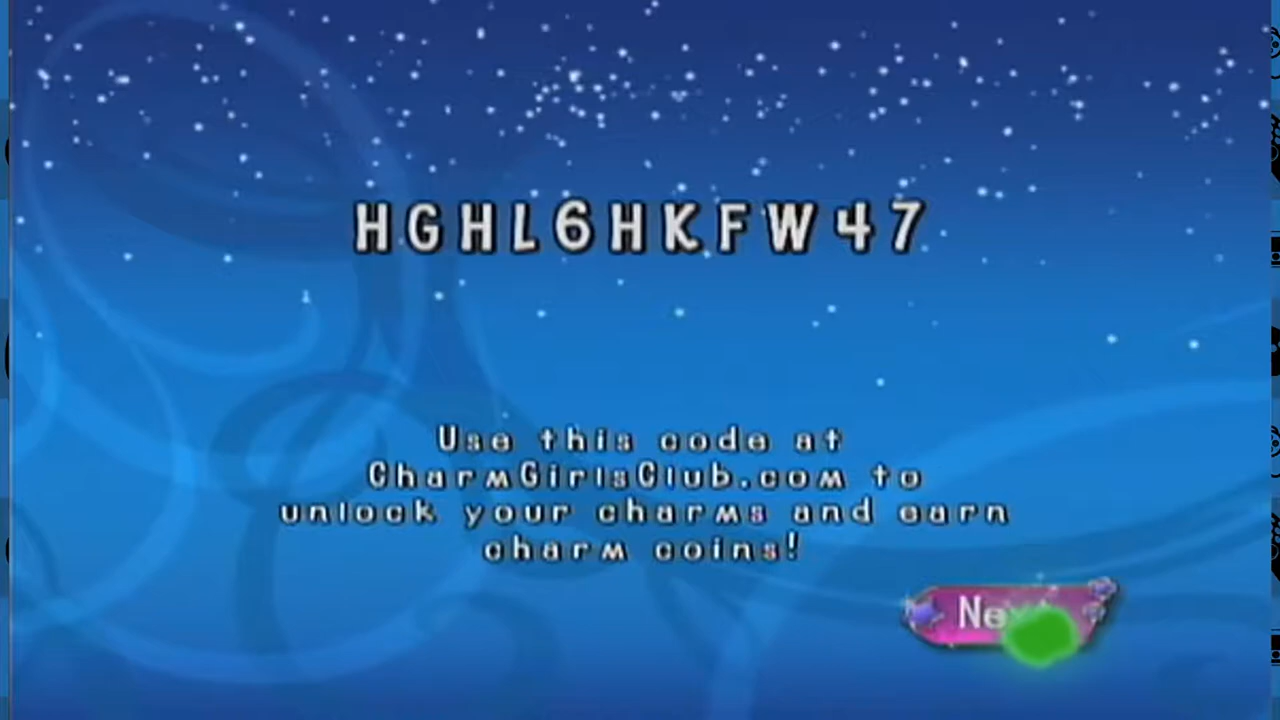 HGHL6HKFW47
Use this code at
CharmGirlsClub.com to
unlock your charms and earn
charm coins!